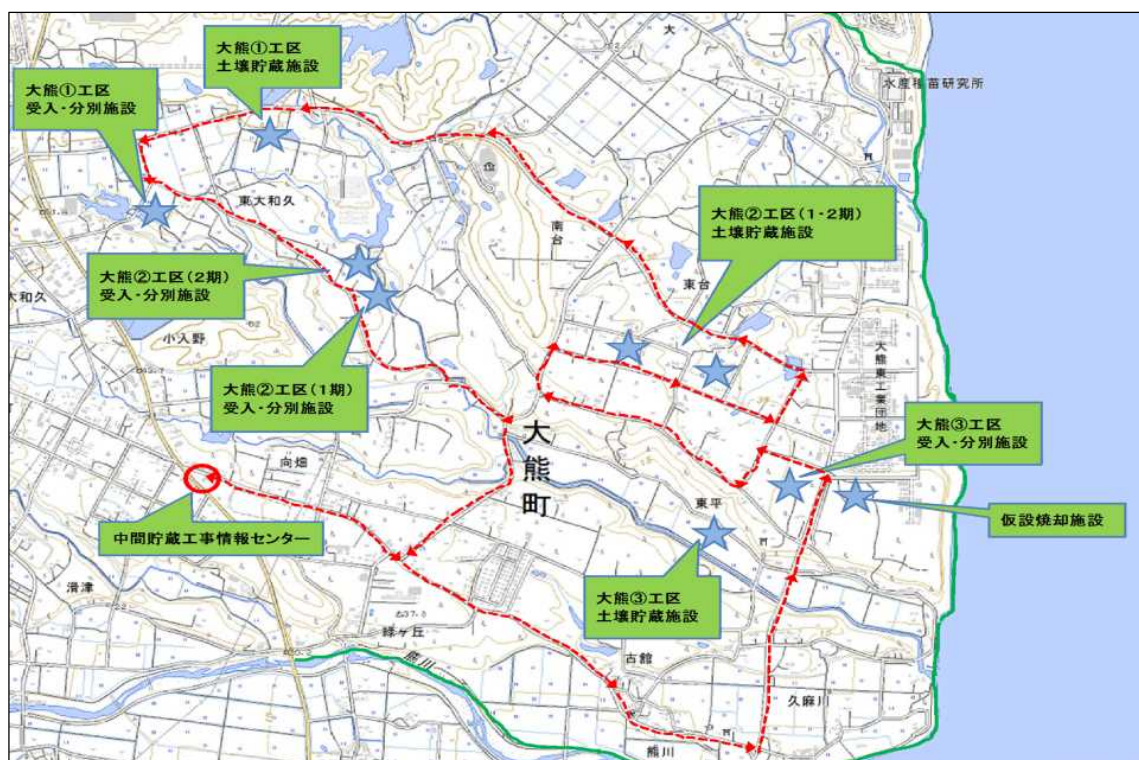 大熊①工区
土壌貯蔵施設
大熊①工区
受入・分別施設
水産種苗研究所
東大和久
南台
大熊②工区(1・2期)
土壌貯蔵施設
大熊②工区(2期)
受入・分別施設
東台
大和久
小入野
大熊②工区(1期)
受入・分別施設
大熊東工業団地
大熊③工区
受入・分別施設
大熊町
向畑
東平
仮設焼却施設
中間貯蔵工事情報センター
滑津
大熊③工区
土壌貯蔵施設
緑ヶ丘
熊川
古館
久麻川
熊川